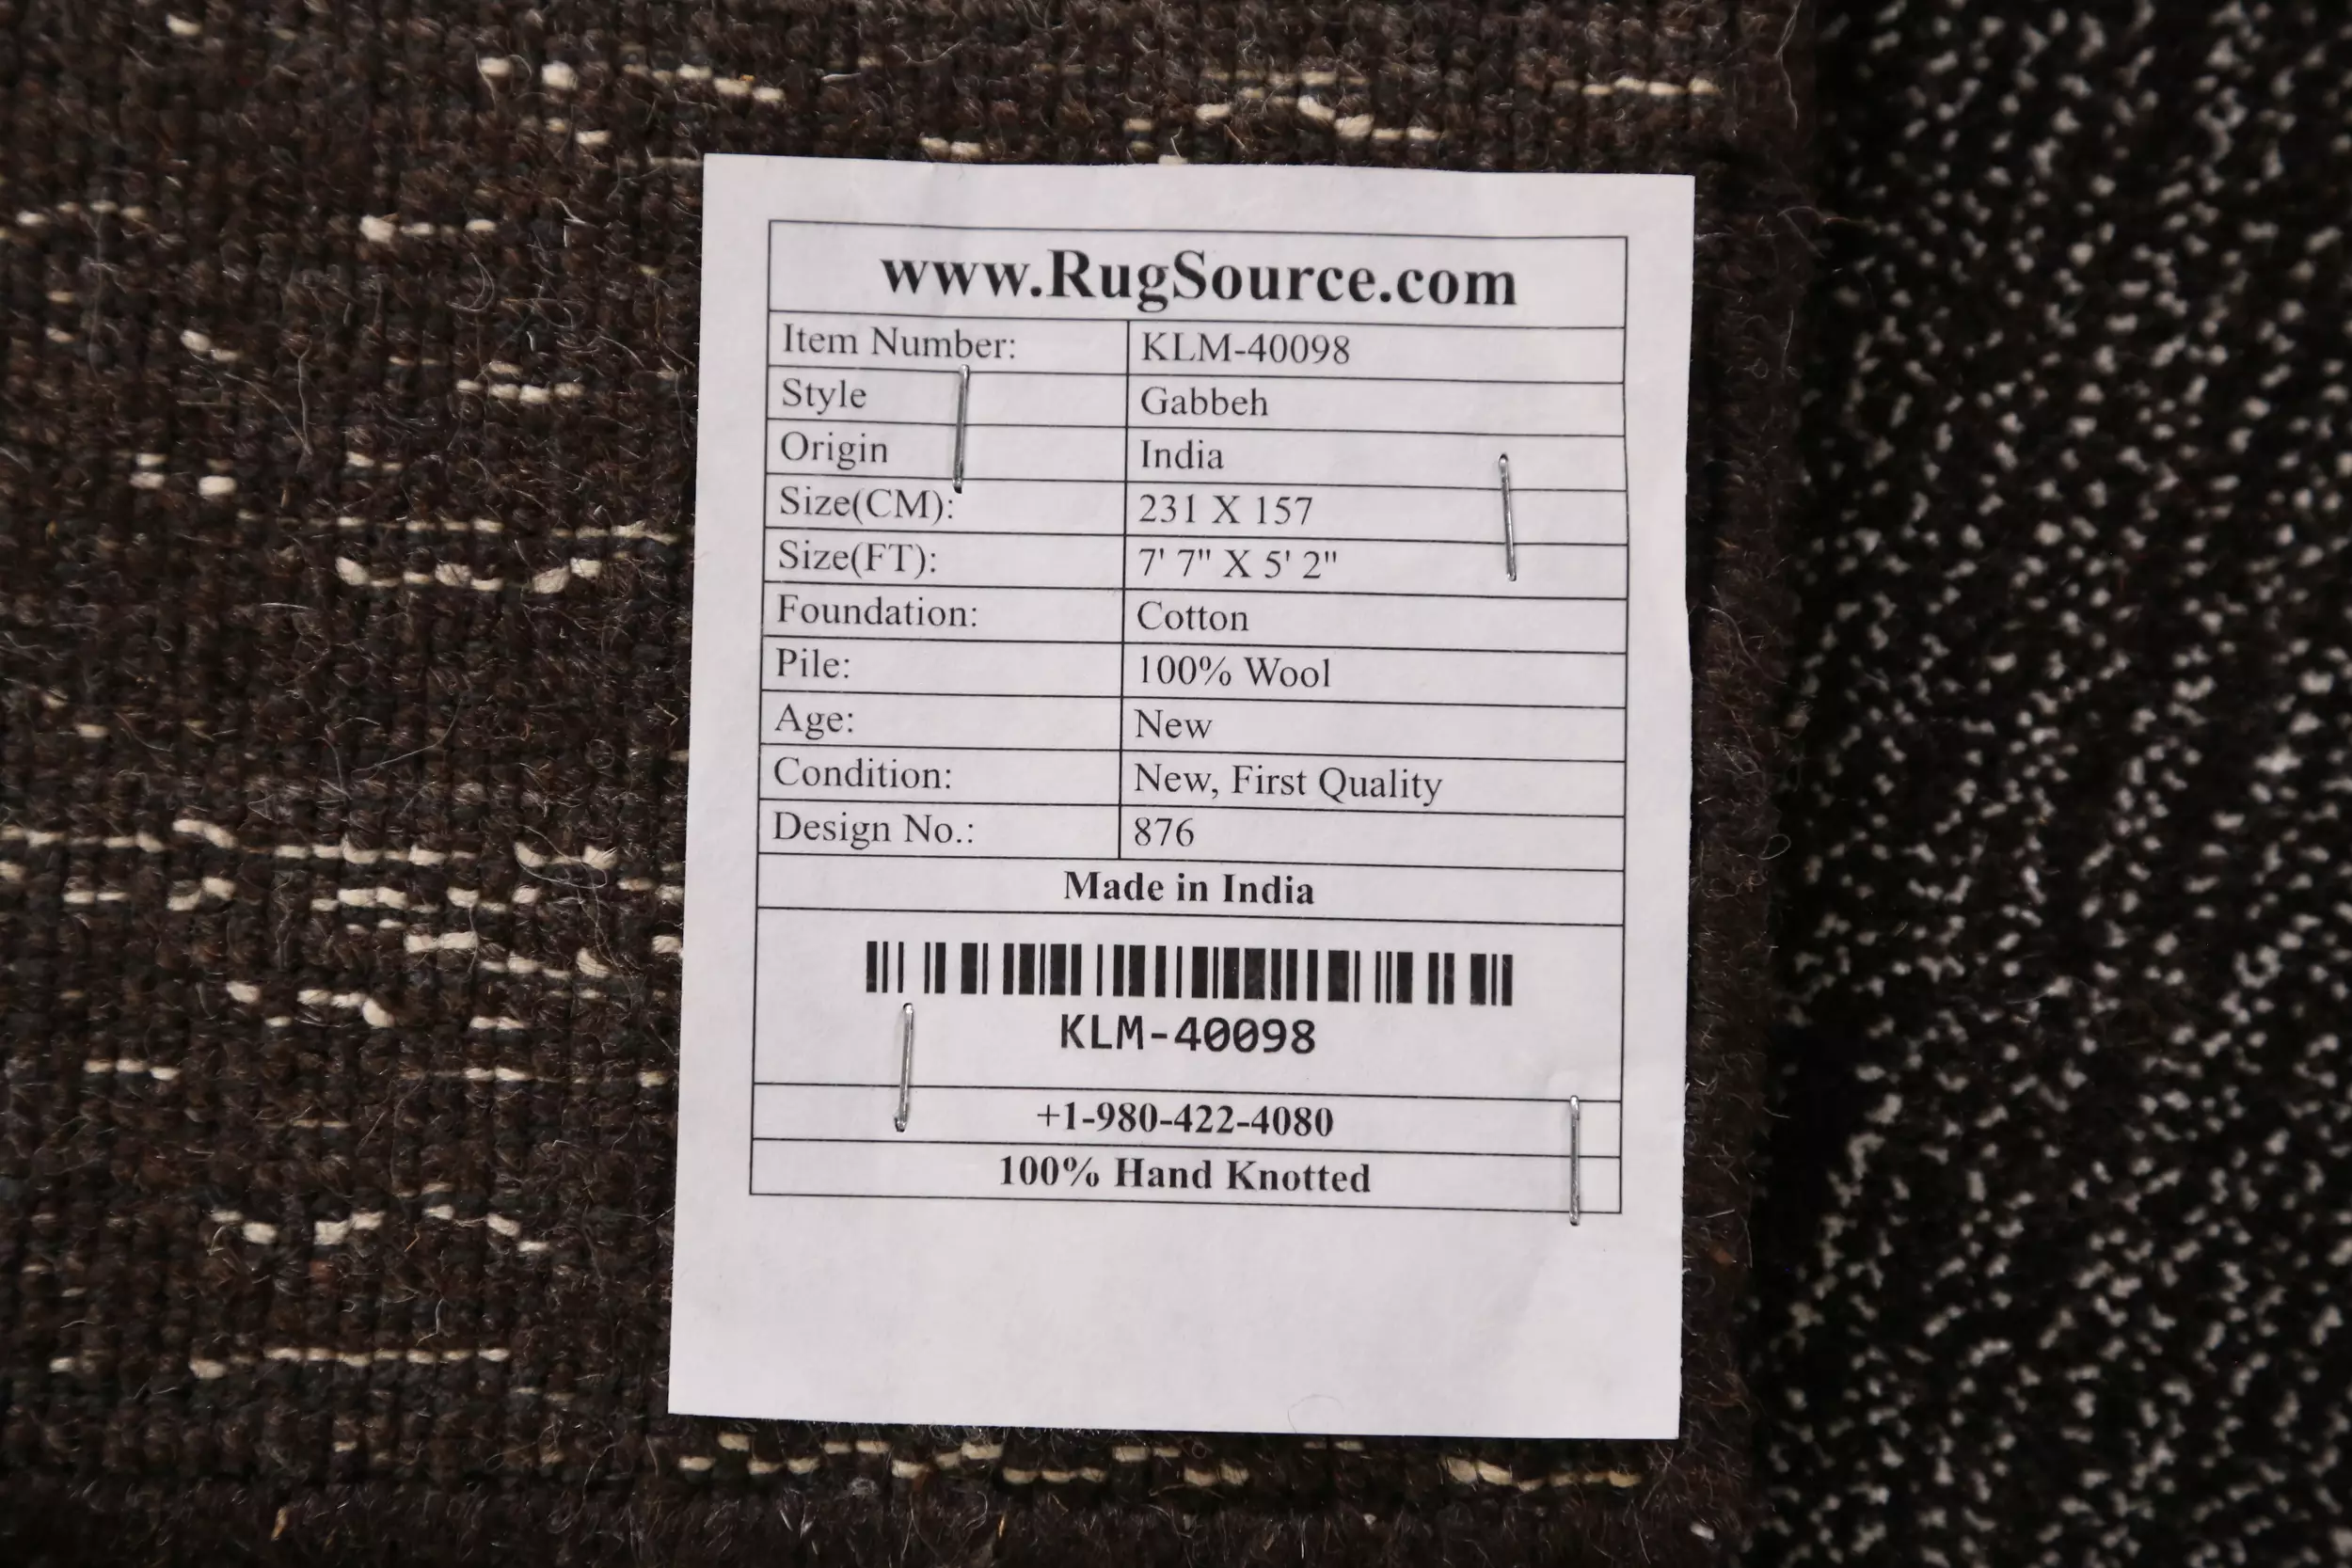 www.RugSource.com
Item Number: KLM-40098
Style Gabbeh
Origin India
Size(CM): 231 X 157
Size(FT): 7' 7" X 5' 2"
Foundation: Cotton
Pile: 100% Wool
Age: New
Condition: New, First Quality
Design No.: 876
Made in India
KLM-40098
+1-980-422-4080
100% Hand Knotted